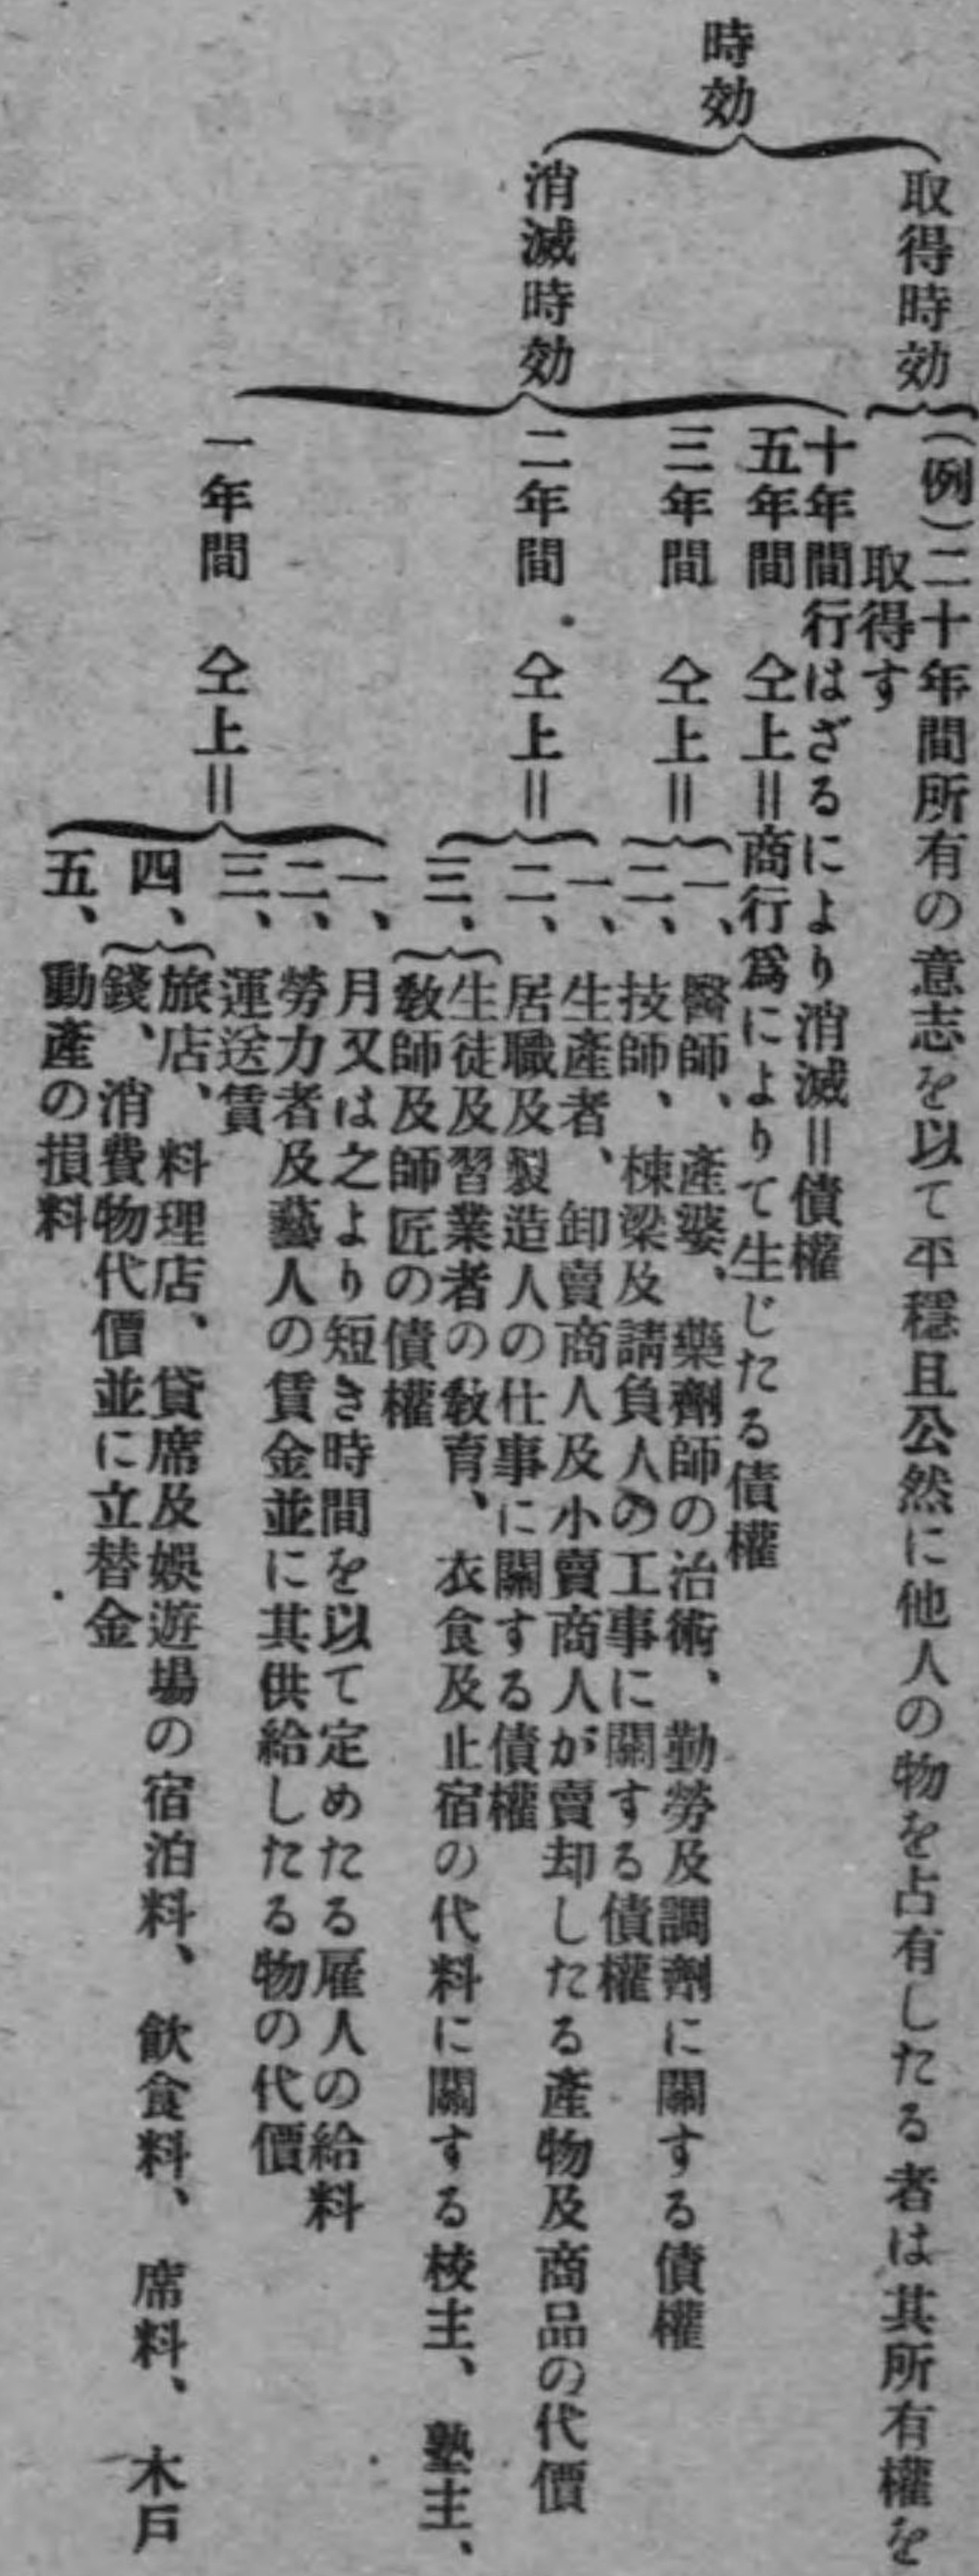 時効
取得時効
(例)二十年間所有の意志を以て平穩且公然に他人の物を占有したる者は其所有權を
取得す
消滅時効
十年間行はざるにより消滅＝債權
五年間 仝上＝商行爲によりて生じたる債權
三年間 仝上＝
一、醫師、產婆、藥劑師の治術、勤勞及調劑に關する債權
二、技師、棟梁及請負人の工事に關する債權
二年間 仝上＝
一、生產者、卸賣商人及小賣商人が賣却したる產物及商品の代價
二、居職及製造人の仕事に關する債權
三、生徒及習業者の敎育、衣食及止宿の代料に關する校主、塾主、
敎師及師匠の債權
一年間 仝上＝
一、月又は之より短き時間を以て定めたる雇人の給料
二、勞力者及藝人の賃金並に其供給したる物の代價
三、運送賃
四、旅店、料理店、貸席及娛遊場の宿泊料、飮食料、席料、木戶
錢、消費物代價並に立替金
五、動產の損料